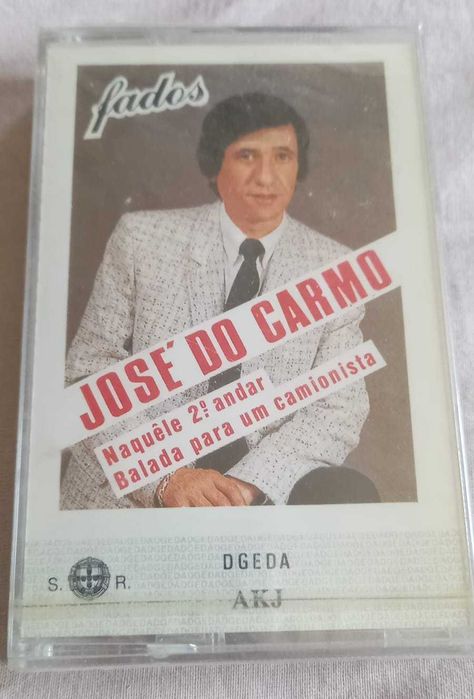 fados
JOSÉ DO CARMO
Naquêle 2º andar
Balada para um camionista
DGEDA
S. R.
AKJ